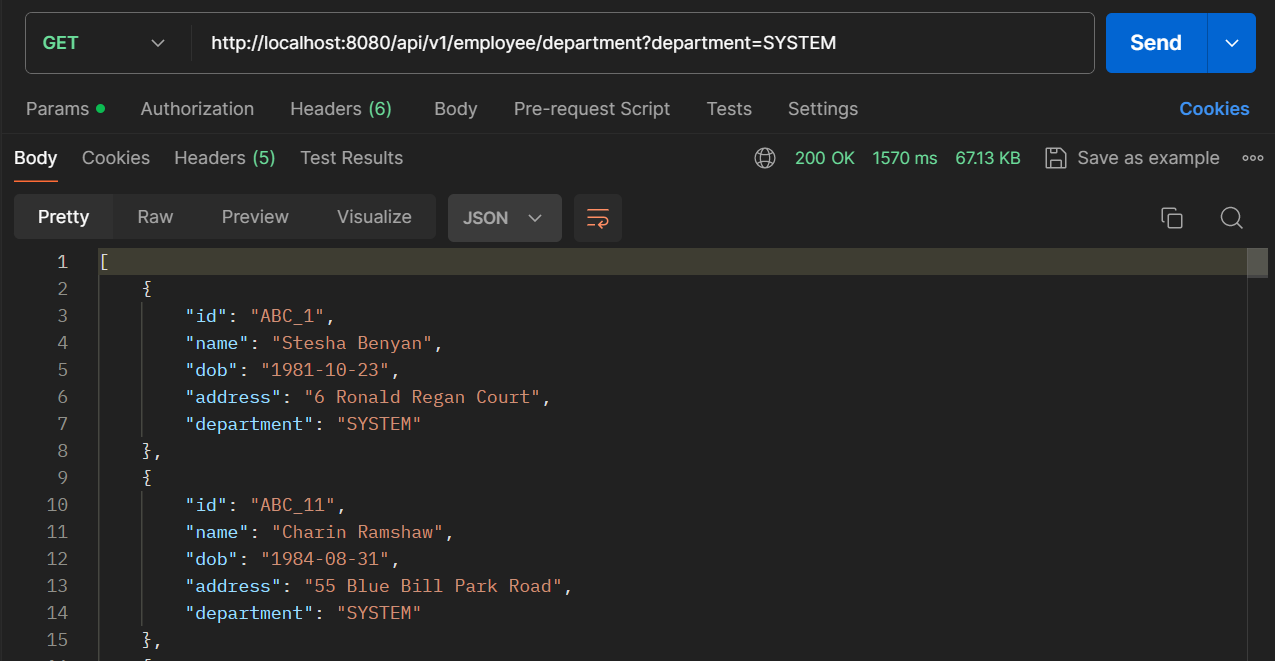 GET http://localhost:8080/api/v1/employee/department?department=SYSTEM Send
Params Authorization Headers (6) Body Pre-request Script Tests Settings Cookies
Body Cookies Headers (5) Test Results 200 OK 1570 ms 67.13 KB Save as example
Pretty Raw Preview Visualize JSON
1 [
2 {
3 "id": "ABC_1",
4 "name": "Stesha Benyan",
5 "dob": "1981-10-23",
6 "address": "6 Ronald Regan Court",
7 "department": "SYSTEM"
8 },
9 {
10 "id": "ABC_11",
11 "name": "Charin Ramshaw",
12 "dob": "1984-08-31",
13 "address": "55 Blue Bill Park Road",
14 "department": "SYSTEM"
15 },